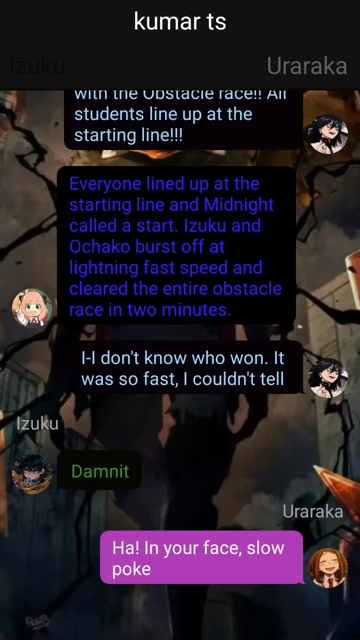 kumar ts
Izuku
Uraraka
with the Obstacle race!! All
students line up at the
starting line!!!
Everyone lined up at the
starting line and Midnight
called a start. Izuku and
Ochako burst off at
lightning fast speed and
cleared the entire obstacle
race in two minutes.
I-I don't know who won. It
was so fast, I couldn't tell
Izuku
Damnit
Uraraka
Ha! In your face, slow
poke